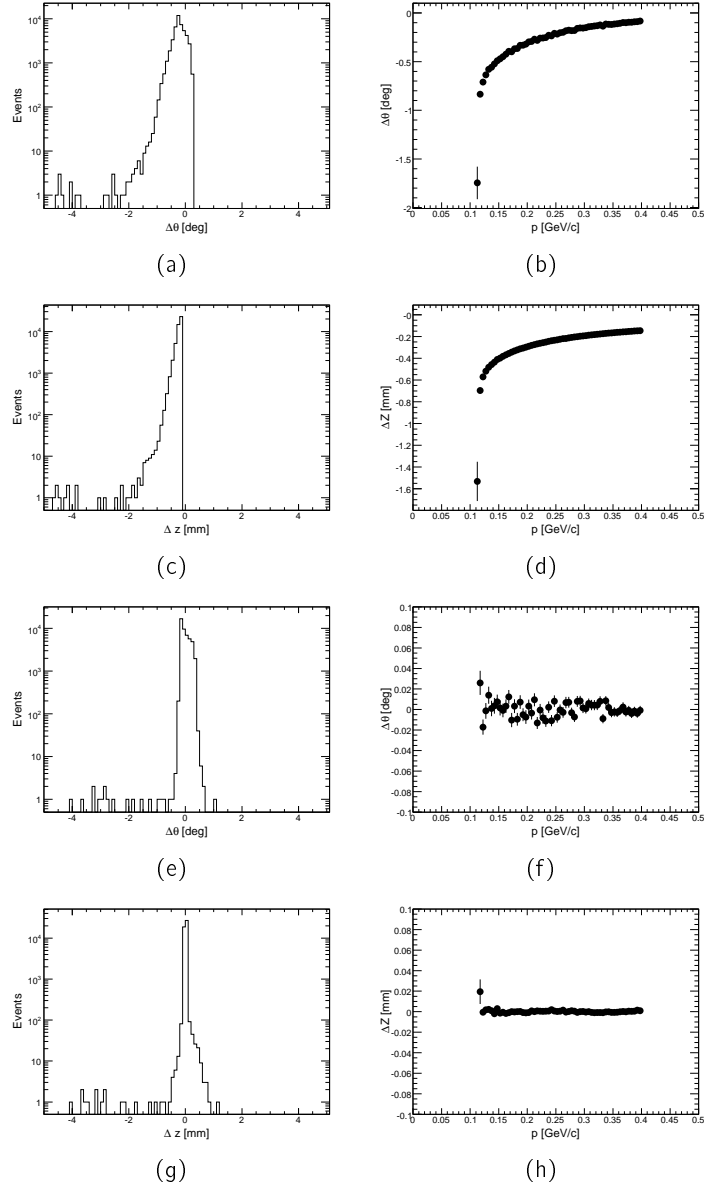 10⁴
10³
10²
10
1
Events
-4 -2 0 2 4
Δθ [deg]
(a)
0
-0.5
-1
-1.5
-2
Δθ [deg]
0 0.05 0.1 0.15 0.2 0.25 0.3 0.35 0.4 0.45 0.5
p [GeV/c]
(b)
10⁴
10³
10²
10
1
Events
-4 -2 0 2 4
Δ z [mm]
(c)
-0
-0.2
-0.4
-0.6
-0.8
-1
-1.2
-1.4
-1.6
ΔZ [mm]
0 0.05 0.1 0.15 0.2 0.25 0.3 0.35 0.4 0.45 0.5
p [GeV/c]
(d)
10⁴
10³
10²
10
1
Events
-4 -2 0 2 4
Δθ [deg]
(e)
0.1
0.08
0.06
0.04
0.02
0
-0.02
-0.04
-0.06
-0.08
-0.1
Δθ [deg]
0 0.05 0.1 0.15 0.2 0.25 0.3 0.35 0.4 0.45 0.5
p [GeV/c]
(f)
10⁴
10³
10²
10
1
Events
-4 -2 0 2 4
Δ z [mm]
(g)
0.1
0.08
0.06
0.04
0.02
0
-0.02
-0.04
-0.06
-0.08
-0.1
ΔZ [mm]
0 0.05 0.1 0.15 0.2 0.25 0.3 0.35 0.4 0.45 0.5
p [GeV/c]
(h)